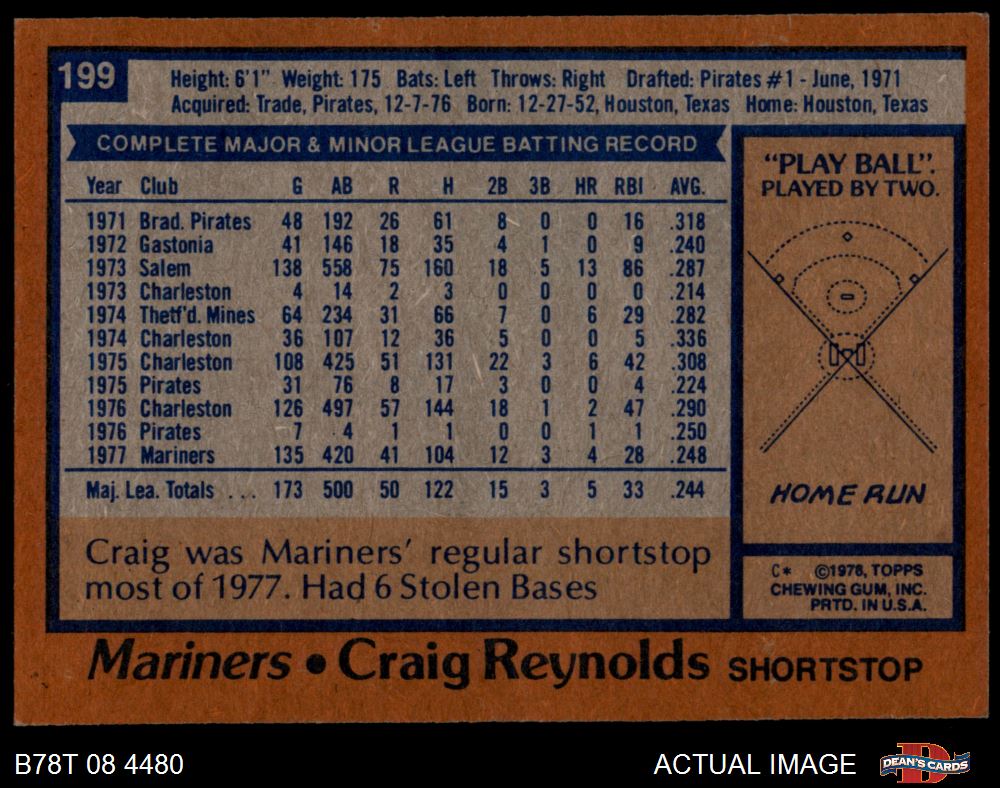 199
Height: 6'1" Weight: 175 Bats: Left Throws: Right Drafted: Pirates #1 - June, 1971
Acquired: Trade, Pirates, 12-7-76 Born: 12-27-52, Houston, Texas Home: Houston, Texas
COMPLETE MAJOR & MINOR LEAGUE BATTING RECORD
Year Club G AB R H 2B 3B HR RBI AVG.
1971 Brad. Pirates 48 192 26 61 8 0 0 16 .318
1972 Gastonia 41 146 18 35 4 1 0 9 .240
1973 Salem 138 558 75 160 18 5 13 86 .287
1973 Charleston 4 14 2 3 0 0 0 0 .214
1974 Thetf'd. Mines 64 234 31 66 7 0 6 29 .282
1974 Charleston 36 107 12 36 5 0 0 5 .336
1975 Charleston 108 425 51 131 22 3 6 42 .308
1975 Pirates 31 76 8 17 3 0 0 4 .224
1976 Charleston 126 497 57 144 18 1 2 47 .290
1976 Pirates 7 4 1 1 0 0 1 1 .250
1977 Mariners 135 420 41 104 12 3 4 28 .248
Maj. Lea. Totals ... 173 500 50 122 15 3 5 33 .244
Craig was Mariners' regular shortstop
most of 1977. Had 6 Stolen Bases
"PLAY BALL".
PLAYED BY TWO.
HOME RUN
C* ©1978, TOPPS
CHEWING GUM, INC.
PRTD. IN U.S.A.
Mariners • Craig Reynolds SHORTSTOP
B78T 08 4480
ACTUAL IMAGE
DEAN'S CARDS